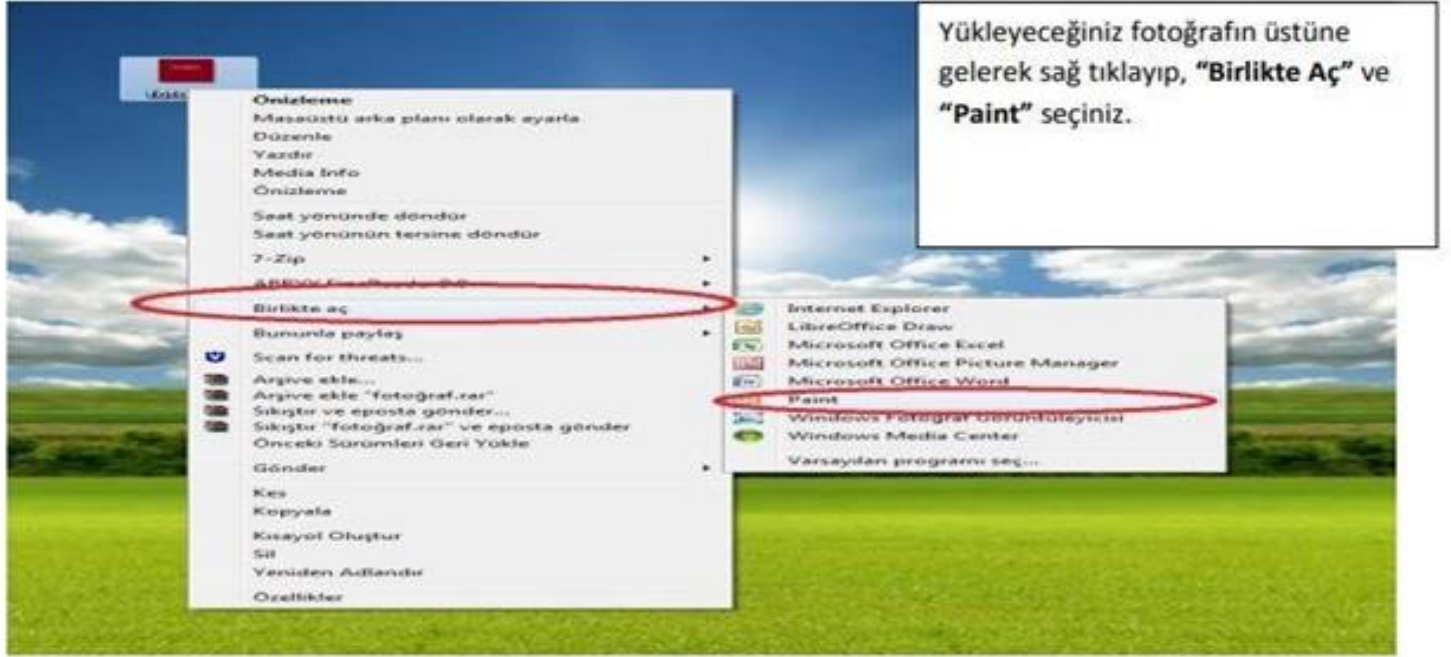 Yükleyeceğiniz fotoğrafın üstüne
gelerek sağ tıklayıp, “Birlikte Aç” ve
“Paint” seçiniz.
Önizleme
Masaüstü arka planı olarak ayarla
Düzenle
Yazdır
Media Info
Önizleme
Saat yönünde döndür
Saat yönünün tersine döndür
7-Zip
Birlikte aç
Bununla paylaş
Scan for threats...
Arşive ekle...
Arşive ekle "fotoğraf.rar"
Sıkıştır ve eposta gönder...
Sıkıştır "fotoğraf.rar" ve eposta gönder
Önceki Sürümleri Geri Yükle
Gönder
Kes
Kopyala
Kısayol Oluştur
Sil
Yeniden Adlandır
Özellikler
Internet Explorer
LibreOffice Draw
Microsoft Office Excel
Microsoft Office Picture Manager
Microsoft Office Word
Paint
Windows Fotoğraf Görüntüleyicisi
Windows Media Center
Varsayılan programı seç...